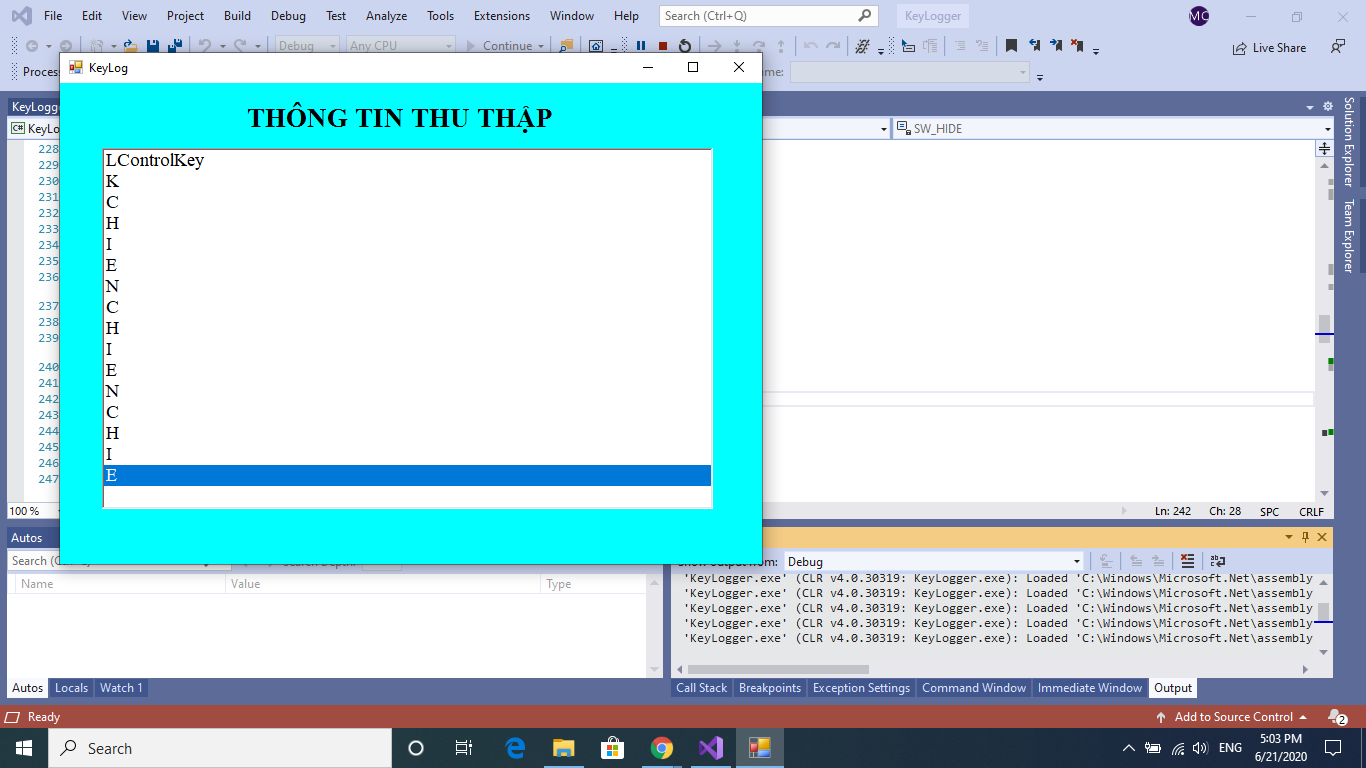 File Edit View Project Build Debug Test Analyze Tools Extensions Window Help Search (Ctrl+Q) KeyLogger MC
Debug Any CPU Continue Live Share
KeyLog
THÔNG TIN THU THẬP
LControlKey
K
C
H
I
E
N
C
H
I
E
N
C
H
I
E
SW_HIDE
228
229
230
231
232
233
234
235
236
237
238
239
240
241
242
243
244
245
246
247
Solution Explorer
Team Explorer
100 % Ln: 242 Ch: 28 SPC CRLF
Autos
Name Value Type
Debug
'KeyLogger.exe' (CLR v4.0.30319: KeyLogger.exe): Loaded 'C:\Windows\Microsoft.Net\assembly
'KeyLogger.exe' (CLR v4.0.30319: KeyLogger.exe): Loaded 'C:\Windows\Microsoft.Net\assembly
'KeyLogger.exe' (CLR v4.0.30319: KeyLogger.exe): Loaded 'C:\Windows\Microsoft.Net\assembly
'KeyLogger.exe' (CLR v4.0.30319: KeyLogger.exe): Loaded 'C:\Windows\Microsoft.Net\assembly
'KeyLogger.exe' (CLR v4.0.30319: KeyLogger.exe): Loaded 'C:\Windows\Microsoft.Net\assembly
Autos Locals Watch 1 Call Stack Breakpoints Exception Settings Command Window Immediate Window Output
Ready Add to Source Control 2
Search ENG 5:03 PM
6/21/2020